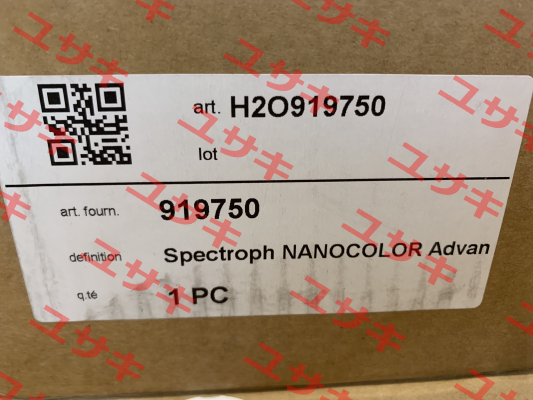 art. H2O919750
lot
art. fourn. 919750
definition Spectroph NANOCOLOR Advan
q.té 1 PC
ユサキ